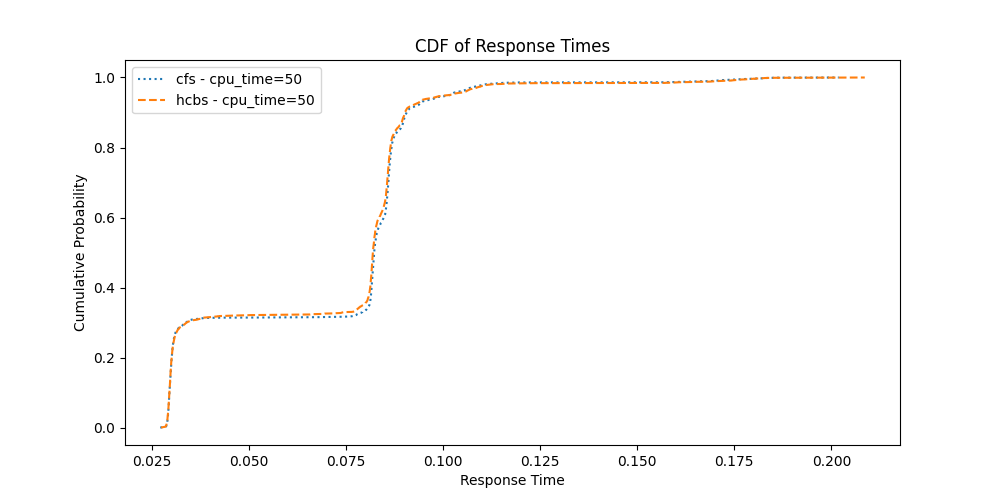 CDF of Response Times
cfs - cpu_time=50
hcbs - cpu_time=50
Cumulative Probability
1.0
0.8
0.6
0.4
0.2
0.0
0.025 0.050 0.075 0.100 0.125 0.150 0.175 0.200
Response Time